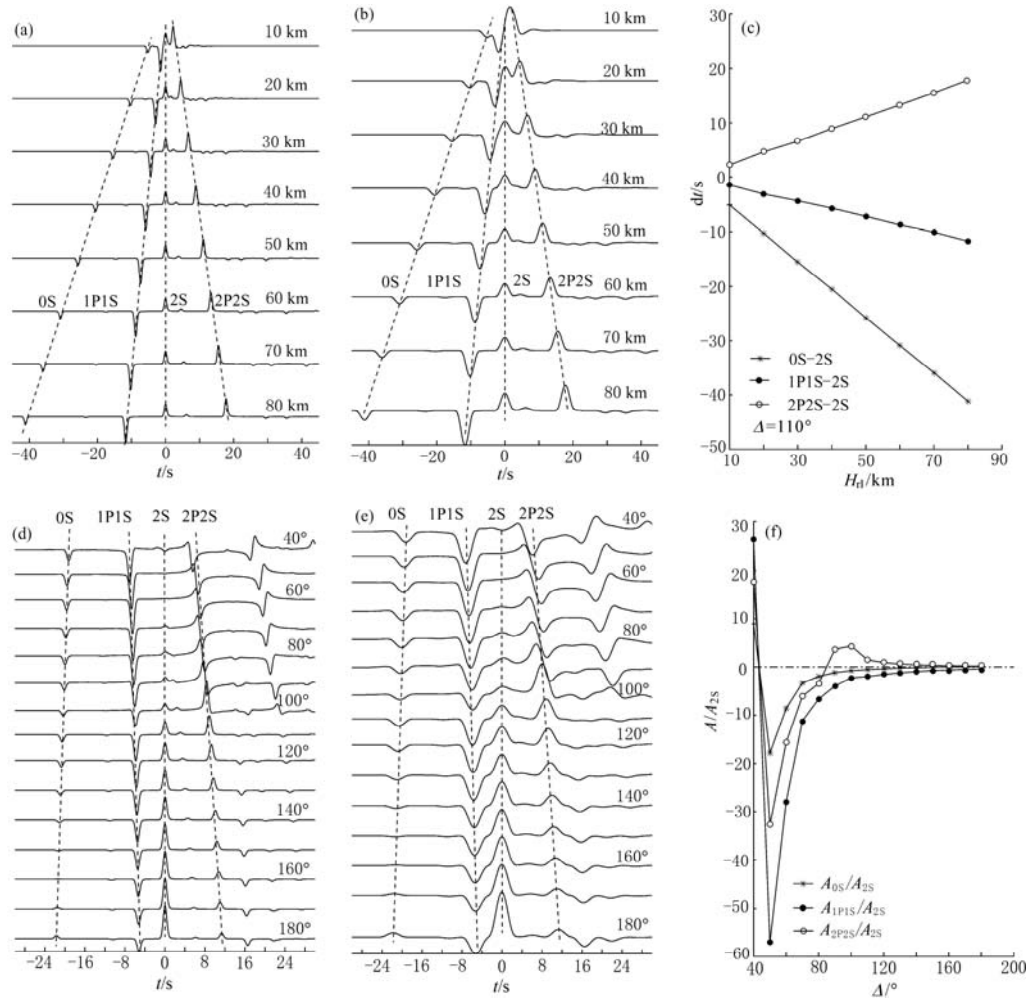 (a)
10 km
20 km
30 km
40 km
50 km
0S 1P1S 2S 2P2S 60 km
70 km
80 km
−40 −20 0 20 40
t/s
(b)
10 km
20 km
30 km
40 km
50 km
0S 1P1S 2S 2P2S 60 km
70 km
80 km
−40 −20 0 20 40
t/s
(c)
30
20
10
0
−10
−20
−30
−40
−50
dt/s
0S−2S
1P1S−2S
2P2S−2S
Δ=110°
10 30 50 70 90
H_rl/km
(d) 0S 1P1S 2S 2P2S
40°
60°
80°
100°
120°
140°
160°
180°
−24 −16 −8 0 8 16 24
t/s
(e) 0S 1P1S 2S 2P2S
40°
60°
80°
100°
120°
140°
160°
180°
−24 −16 −8 0 8 16 24
t/s
(f)
30
20
10
0
−10
−20
−30
−40
−50
−60
A/A2S
A0S/A2S
A1P1S/A2S
A2P2S/A2S
40 80 120 160 200
Δ/°